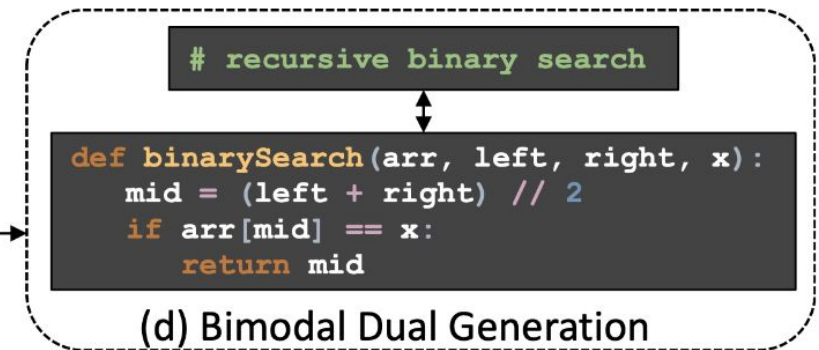 # recursive binary search
def binarySearch(arr, left, right, x):
mid = (left + right) // 2
if arr[mid] == x:
return mid
(d) Bimodal Dual Generation